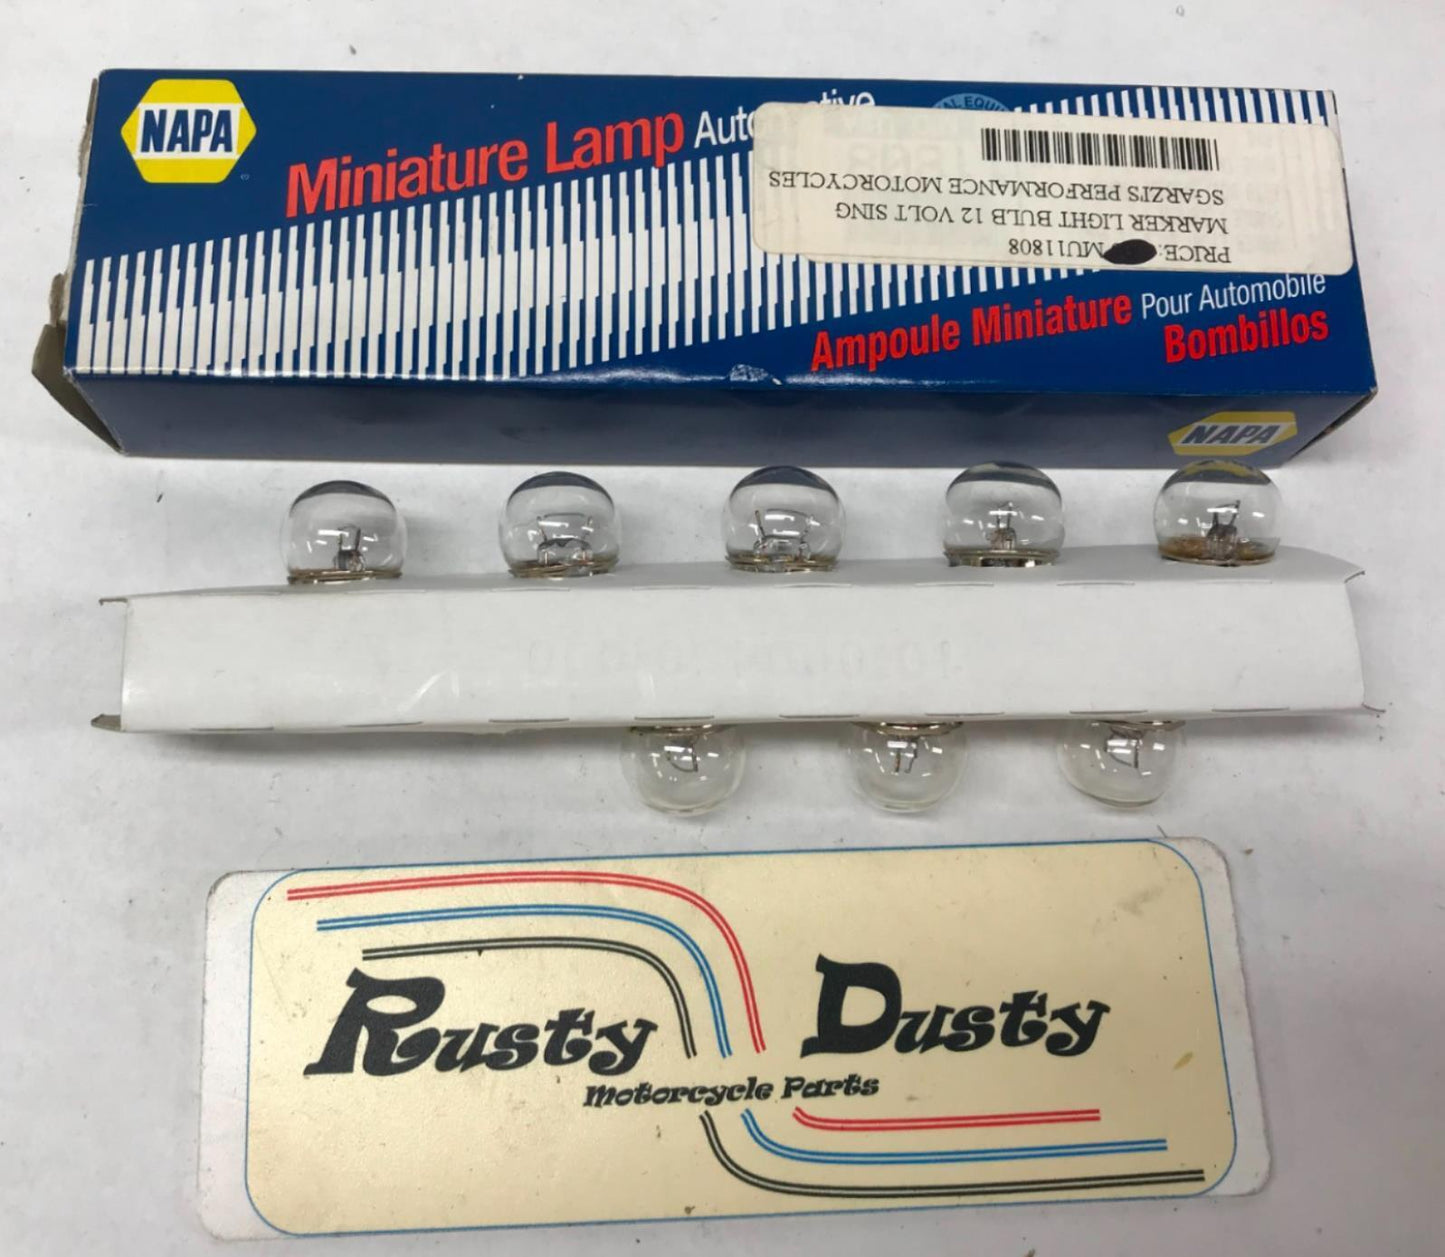 NAPA
Miniature Lamp
SGARZI'S PERFORMANCE MOTORCYCLES
MARKER LIGHT BULB 12 VOLT SING
PRICE: MU11808
Ampoule Miniature Pour Automobile
Bombillos
NAPA
Rusty Dusty
Motorcycle Parts